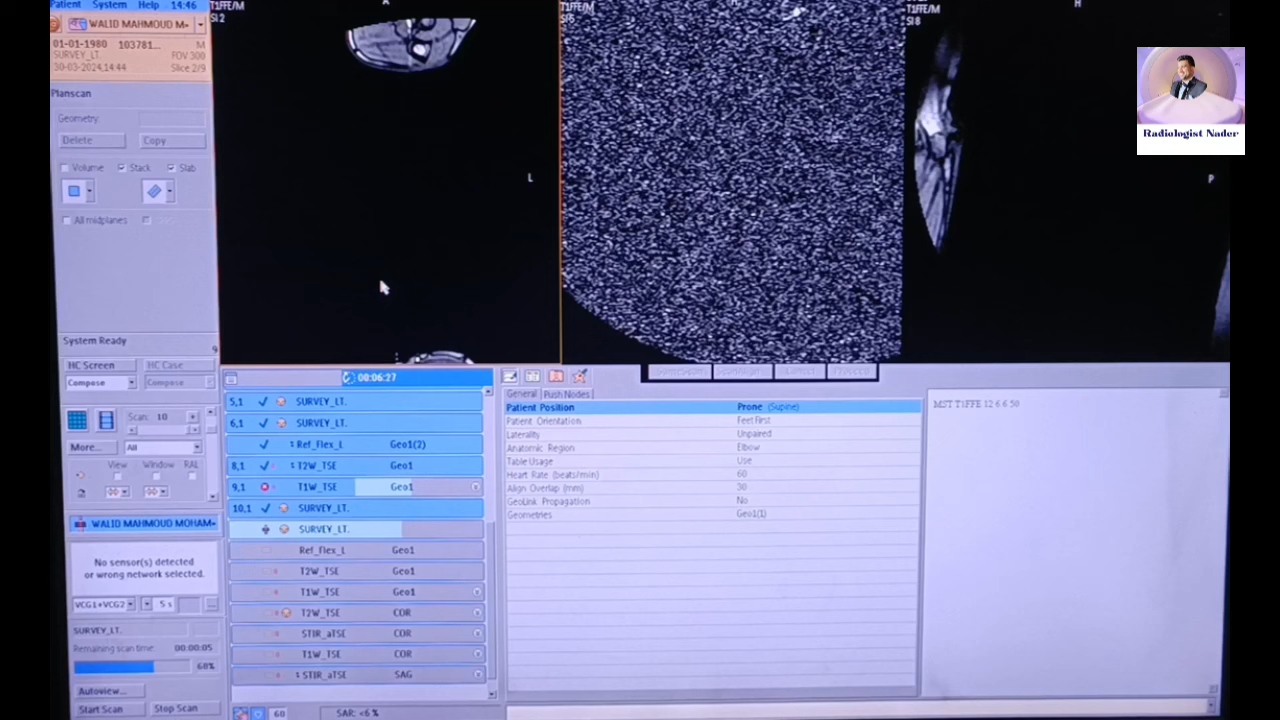 Patient System Help 14:46
WALID MAHMOUD M
01-01-1980 103781... M
SURVEY_LT. FOV 300
30-03-2024,14:44 Slice 2/9
Planscan
Geometry:
Delete Copy
Volume Stack Slab
All midplanes
System Ready
9
HC Screen HC Case
Compose Compose
Scan: 10
More... All
View Window RAL
WALID MAHMOUD MOHAM
No sensor(s) detected
or wrong network selected.
VCG1+VCG2 5 s
SURVEY_LT.
Remaining scan time: 00:00:05
68%
Autoview...
Start Scan Stop Scan
T1FFE/M
Sl 2
L
T1FFE/M
H
T1FFE/M
Sl 8
H
P
Radiologist Nader
00:06:27
5,1 SURVEY_LT.
6,1 SURVEY_LT.
Ref_flex_L Geo1(2)
8,1 T2W_TSE Geo1
9,1 T1W_TSE Geo1
10,1 SURVEY_LT.
SURVEY_LT.
Ref_flex_L Geo1
T2W_TSE Geo1
T1W_TSE Geo1
T2W_TSE COR
STIR_aTSE COR
T1W_TSE COR
STIR_aTSE SAG
60 SAR: <6 %
General Push Nodes
Patient Position Prone (Supine)
Patient Orientation Feet First
Laterality Unpaired
Anatomic Region Elbow
Table Usage Use
Heart Rate (beats/min) 60
Align Overlap (mm) 30
GeoLink Propagation No
Geometries Geo1(1)
MST T1FFE 12 6.6 50